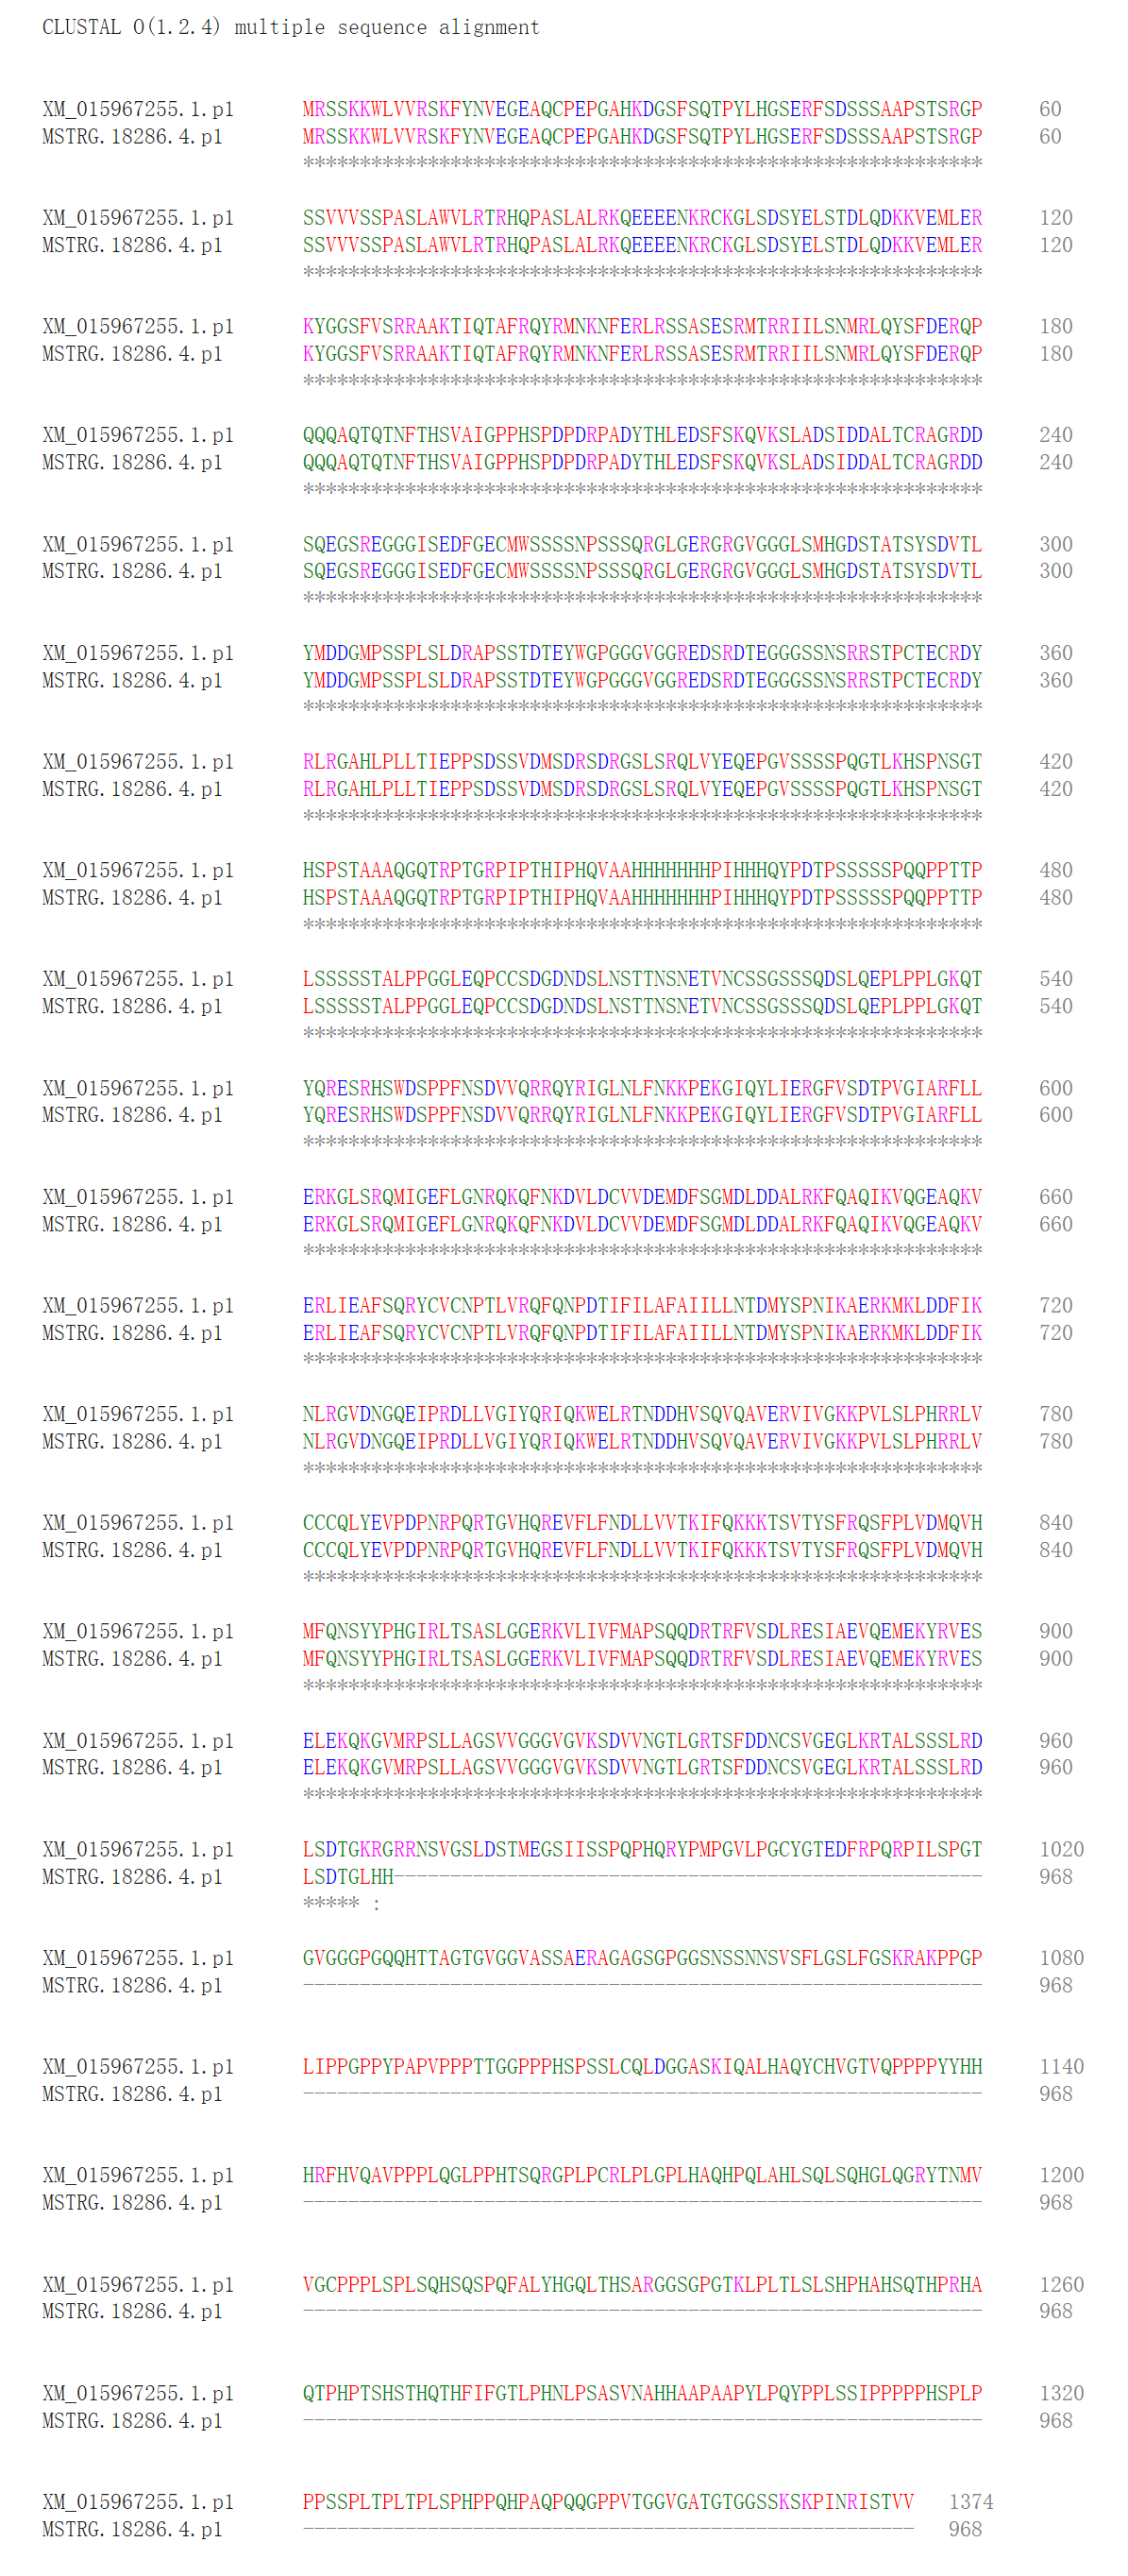 CLUSTAL O(1.2.4) multiple sequence alignment
XM_015967255.1.p1 MRSSKKWLVVRSKFYNVEGEAQCPEPGAHKDGSFSQTPYLHGSERFSDSSSAAPSTSRGP 60
MSTRG.18286.4.p1 MRSSKKWLVVRSKFYNVEGEAQCPEPGAHKDGSFSQTPYLHGSERFSDSSSAAPSTSRGP 60
************************************************************
XM_015967255.1.p1 SSVVVSSPASLAWVLRTRHQPASLALRKQEEEENKRCKGLSDSYELSTDLQDKKVEMLER 120
MSTRG.18286.4.p1 SSVVVSSPASLAWVLRTRHQPASLALRKQEEEENKRCKGLSDSYELSTDLQDKKVEMLER 120
************************************************************
XM_015967255.1.p1 KYGGSFVSRRAAKTIQTAFRQYRMNKNFERLRSSASESRMTRRIILSNMRLQYSFDERQP 180
MSTRG.18286.4.p1 KYGGSFVSRRAAKTIQTAFRQYRMNKNFERLRSSASESRMTRRIILSNMRLQYSFDERQP 180
************************************************************
XM_015967255.1.p1 QQQAQTQTNFTHSVAIGPPHSPDPDRPADYTHLEDSFSKQVKSLADSIDDALTCRAGRDD 240
MSTRG.18286.4.p1 QQQAQTQTNFTHSVAIGPPHSPDPDRPADYTHLEDSFSKQVKSLADSIDDALTCRAGRDD 240
************************************************************
XM_015967255.1.p1 SQEGSREGGGISEDFGECMWSSSSNPSSSQRGLGERGRGVGGGLSMHGDSTATSYSDVTL 300
MSTRG.18286.4.p1 SQEGSREGGGISEDFGECMWSSSSNPSSSQRGLGERGRGVGGGLSMHGDSTATSYSDVTL 300
************************************************************
XM_015967255.1.p1 YMDDGMPSSPLSLDRAPSSTDTEYWGPGGGVGGREDSRDTEGGGSSNSRRSTPCTECRDY 360
MSTRG.18286.4.p1 YMDDGMPSSPLSLDRAPSSTDTEYWGPGGGVGGREDSRDTEGGGSSNSRRSTPCTECRDY 360
************************************************************
XM_015967255.1.p1 RLRGAHLPLLTIEPPSDSSVDMSDRSDRGSLSRQLVYEQEPGVSSSSPQGTLKHSPNSGT 420
MSTRG.18286.4.p1 RLRGAHLPLLTIEPPSDSSVDMSDRSDRGSLSRQLVYEQEPGVSSSSPQGTLKHSPNSGT 420
************************************************************
XM_015967255.1.p1 HSPSTAAAQGQTRPTGRPIPTHIPHQVAAHHHHHHHPIHHHQYPDTPSSSSSPQQPPTTP 480
MSTRG.18286.4.p1 HSPSTAAAQGQTRPTGRPIPTHIPHQVAAHHHHHHHPIHHHQYPDTPSSSSSPQQPPTTP 480
************************************************************
XM_015967255.1.p1 LSSSSSTALPPGGLEQPCCSDGDNDSLNSTTNSNETVNCSSGSSSQDSLQEPLPPLGKQT 540
MSTRG.18286.4.p1 LSSSSSTALPPGGLEQPCCSDGDNDSLNSTTNSNETVNCSSGSSSQDSLQEPLPPLGKQT 540
************************************************************
XM_015967255.1.p1 YQRESRHSWDSPPFNSDVVQRRQYRIGLNLFNKKPEKGIQYLIERGFVSDTPVGIARFLL 600
MSTRG.18286.4.p1 YQRESRHSWDSPPFNSDVVQRRQYRIGLNLFNKKPEKGIQYLIERGFVSDTPVGIARFLL 600
************************************************************
XM_015967255.1.p1 ERKGLSRQMIGEFLGNRQKQFNKDVLDCVVDEMDFSGMDLDDALRKFQAQIKVQGEAQKV 660
MSTRG.18286.4.p1 ERKGLSRQMIGEFLGNRQKQFNKDVLDCVVDEMDFSGMDLDDALRKFQAQIKVQGEAQKV 660
************************************************************
XM_015967255.1.p1 ERLIEAFSQRYCVCNPTLVRQFQNPDTIFILAFAIILLNTDMYSPNIKAERKMKLDDFIK 720
MSTRG.18286.4.p1 ERLIEAFSQRYCVCNPTLVRQFQNPDTIFILAFAIILLNTDMYSPNIKAERKMKLDDFIK 720
************************************************************
XM_015967255.1.p1 NLRGVDNGQEIPRDLLVGIYQRIQKWELRTNDDHVSQVQAVERVIVGKKPVLSLPHRRLV 780
MSTRG.18286.4.p1 NLRGVDNGQEIPRDLLVGIYQRIQKWELRTNDDHVSQVQAVERVIVGKKPVLSLPHRRLV 780
************************************************************
XM_015967255.1.p1 CCCQLYEVPDPNRPQRTGVHQREVFLFNDLLVVTKIFQKKKTSVTYSFRQSFPLVDMQVH 840
MSTRG.18286.4.p1 CCCQLYEVPDPNRPQRTGVHQREVFLFNDLLVVTKIFQKKKTSVTYSFRQSFPLVDMQVH 840
************************************************************
XM_015967255.1.p1 MFQNSYYPHGIRLTSASLGGERKVLIVFMAPSQQDRTRFVSDLRESIAEVQEMEKYRVES 900
MSTRG.18286.4.p1 MFQNSYYPHGIRLTSASLGGERKVLIVFMAPSQQDRTRFVSDLRESIAEVQEMEKYRVES 900
************************************************************
XM_015967255.1.p1 ELEKQKGVMRPSLLAGSVVGGGVGVKSDVVNGTLGRTSFDDNCSVGEGLKRTALSSSLRD 960
MSTRG.18286.4.p1 ELEKQKGVMRPSLLAGSVVGGGVGVKSDVVNGTLGRTSFDDNCSVGEGLKRTALSSSLRD 960
************************************************************
XM_015967255.1.p1 LSDTGKRGRRNSVGSLDSTMEGSIISSPQPHQRYPMPGVLPGCYGTEDFRPQRPILSPGT 1020
MSTRG.18286.4.p1 LSDTGLHH---------------------------------------------------- 968
***** :
XM_015967255.1.p1 GVGGGPGQQHTTAGTGVGGVASSAERAGAGSGPGGSNSSNNSVSFLGSLFGSKRAKPPGP 1080
MSTRG.18286.4.p1 ------------------------------------------------------------ 968
XM_015967255.1.p1 LIPPGPPYPAPVPPPTTGGPPPHSPSSLCQLDGGASKIQALHAQYCHVGTVQPPPPYYHH 1140
MSTRG.18286.4.p1 ------------------------------------------------------------ 968
XM_015967255.1.p1 HRFHVQAVPPPLQGLPPHTSQRGPLPCRLPLGPLHAQHPQLAHLSQLSQHGLQGRYTNMV 1200
MSTRG.18286.4.p1 ------------------------------------------------------------ 968
XM_015967255.1.p1 VGCPPPLSPLSQHSQSPQFALYHGQLTHSARGGSGPGTKLPLTLSLSHPHAHSQTHPRHA 1260
MSTRG.18286.4.p1 ------------------------------------------------------------ 968
XM_015967255.1.p1 QTPHPTSHSTHQTHFIFGTLPHNLPSASVNAHHAAPAAPYLPQYPPLSSIPPPPPHSPLP 1320
MSTRG.18286.4.p1 ------------------------------------------------------------ 968
XM_015967255.1.p1 PPSSPLTPLTPLSPHPPQHPAQPQQGPPVTGGVGATGTGGSSKSKPINRISTVV 1374
MSTRG.18286.4.p1 ------------------------------------------------------ 968